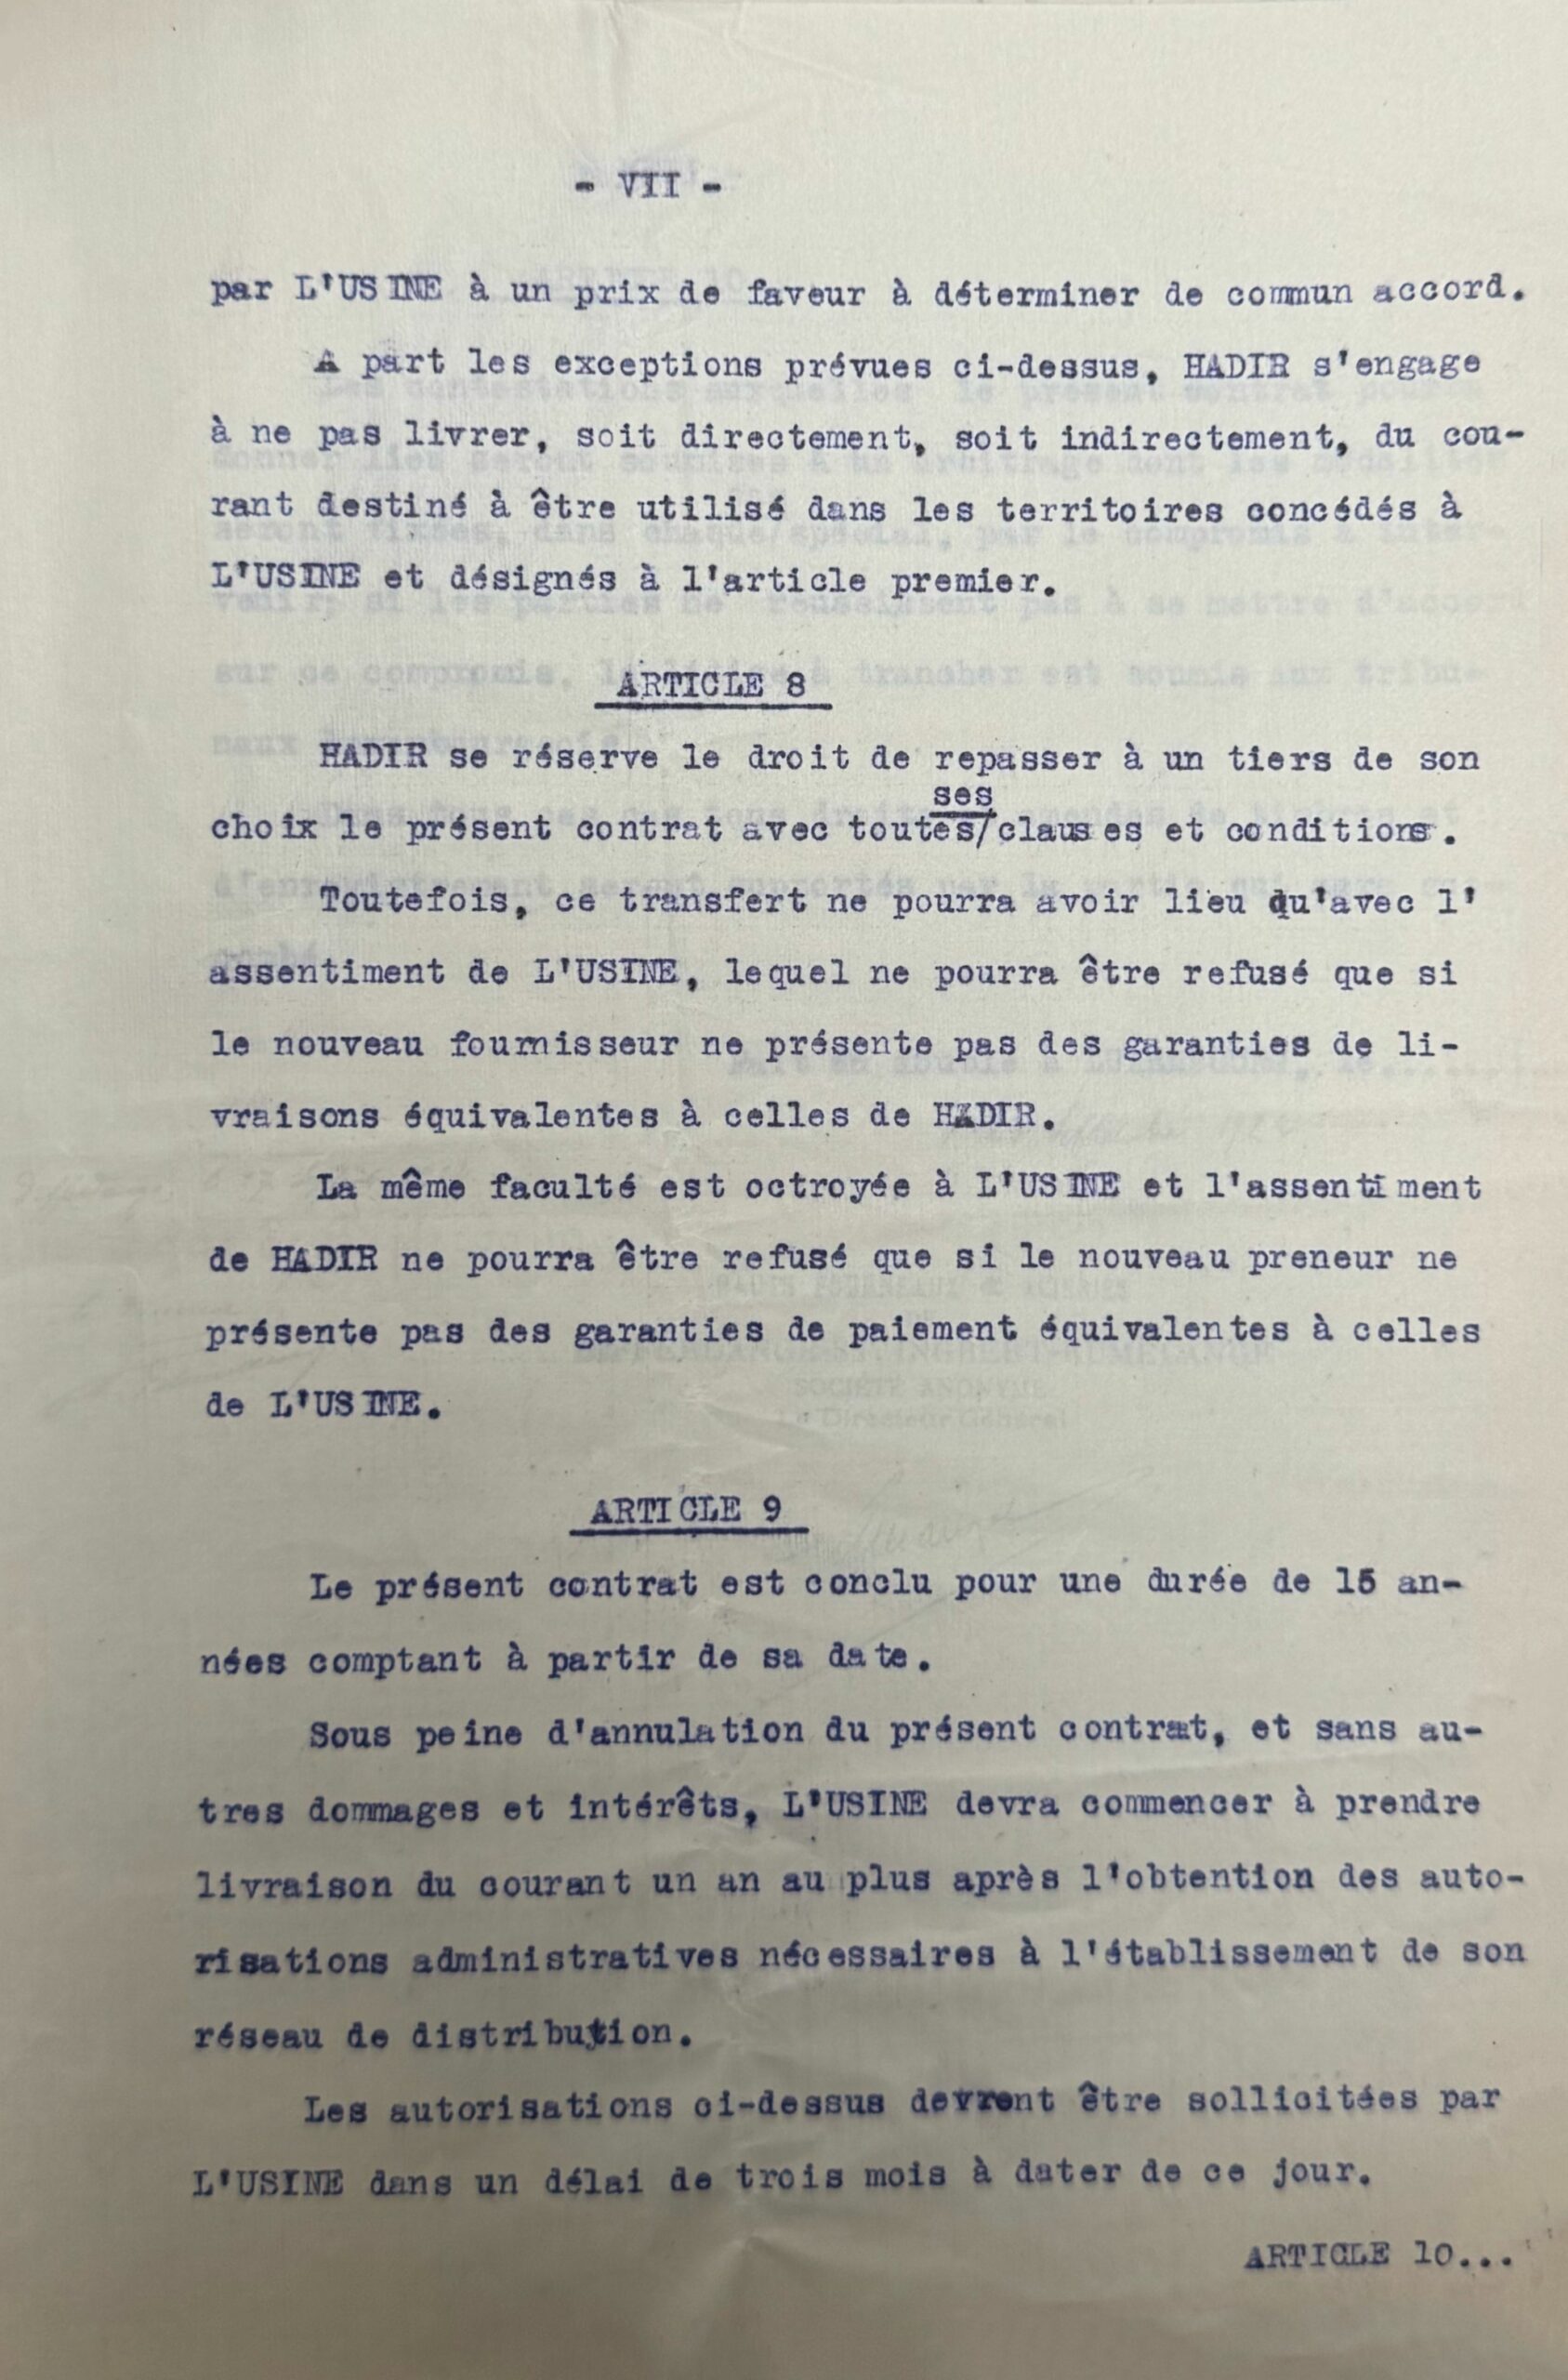 - VII -
par L'USINE à un prix de faveur à déterminer de commun accord.
A part les exceptions prévues ci-dessus, HADIR s'engage
à ne pas livrer, soit directement, soit indirectement, du cou-
rant destiné à être utilisé dans les territoires concédés à
L'USINE et désignés à l'article premier.
ARTICLE 8
HADIR se réserve le droit de repasser à un tiers de son
ses
choix le présent contrat avec toutes/clauses et conditions.
Toutefois, ce transfert ne pourra avoir lieu qu'avec l'
assentiment de L'USINE, lequel ne pourra être refusé que si
le nouveau fournisseur ne présente pas des garanties de li-
vraisons équivalentes à celles de HADIR.
La même faculté est octroyée à L'USINE et l'assentiment
de HADIR ne pourra être refusé que si le nouveau preneur ne
présente pas des garanties de paiement équivalentes à celles
de L'USINE.
ARTICLE 9
Le présent contrat est conclu pour une durée de 15 an-
nées comptant à partir de sa date.
Sous peine d'annulation du présent contrat, et sans au-
tres dommages et intérêts, L'USINE devra commencer à prendre
livraison du courant un an au plus après l'obtention des auto-
risations administratives nécessaires à l'établissement de son
réseau de distribution.
Les autorisations ci-dessus devront être sollicitées par
L'USINE dans un délai de trois mois à dater de ce jour.
ARTICLE 10...